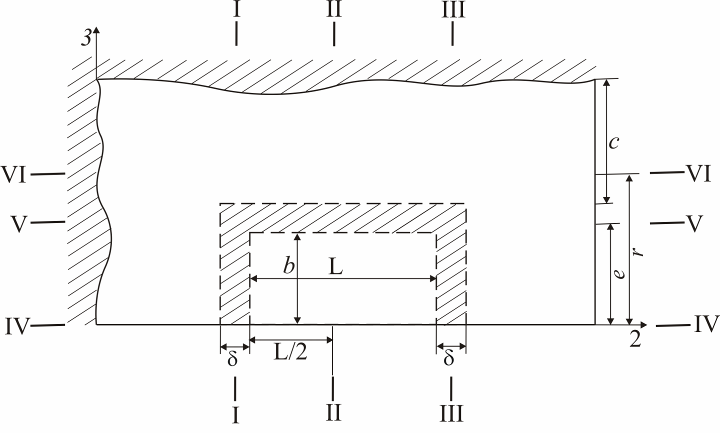 I II III
3
c
VI VI
V V
b L e r
IV IV
2
δ L/2 δ
I II III